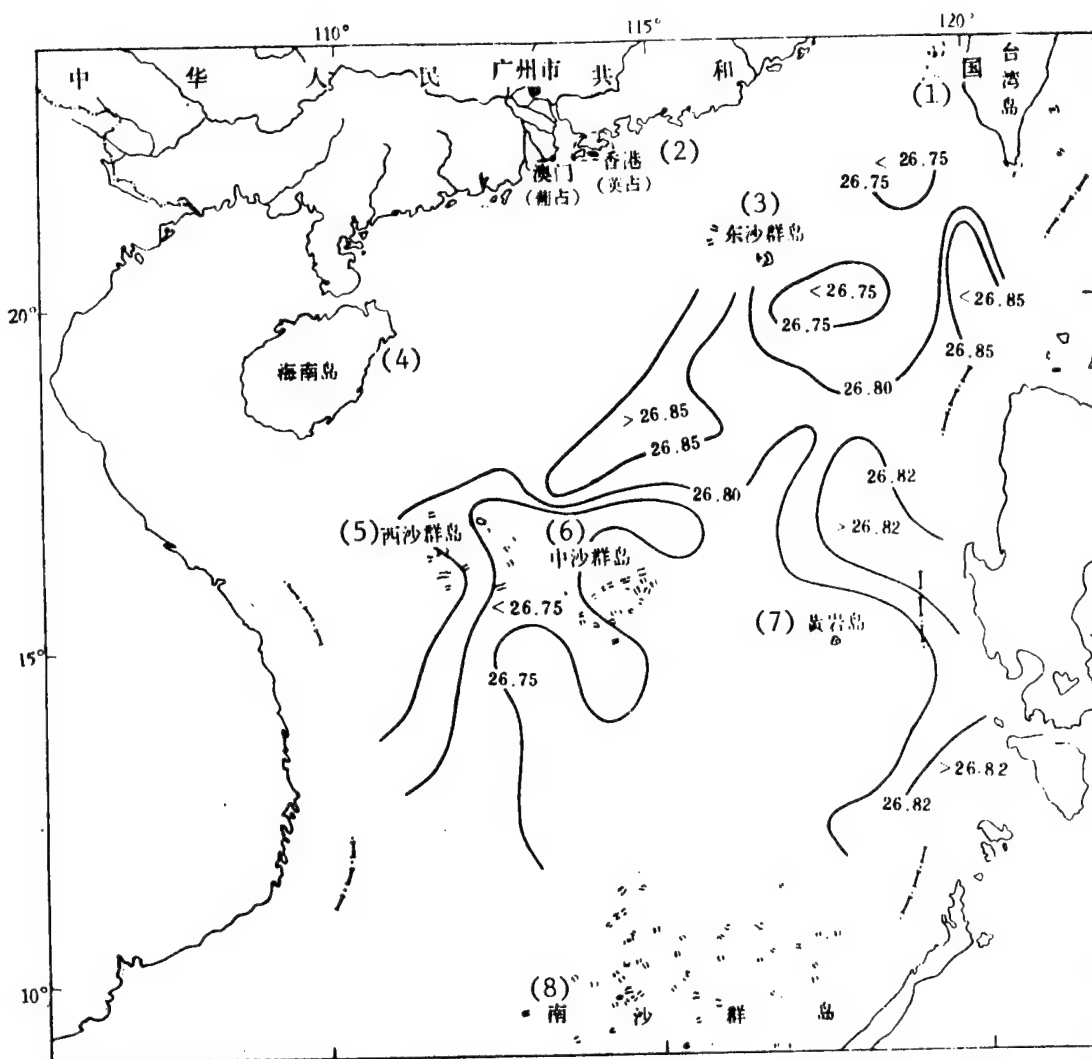 110° 115° 120°
中 华 人 民 共 和 国
广州市
台湾岛
(1)
(2)
香港
(英占)
澳门
(葡占)
< 26.75
26.75
(3)
东沙群岛
<26.75
26.75
<26.85
26.85
20°
(4)
海南岛
26.80
>26.85
26.85
26.82
26.80
>26.82
(5) 西沙群岛
(6)
中沙群岛
<26.75
(7) 黄岩岛
15°
26.75
>26.82
26.82
10°
(8)
南 沙 群 岛